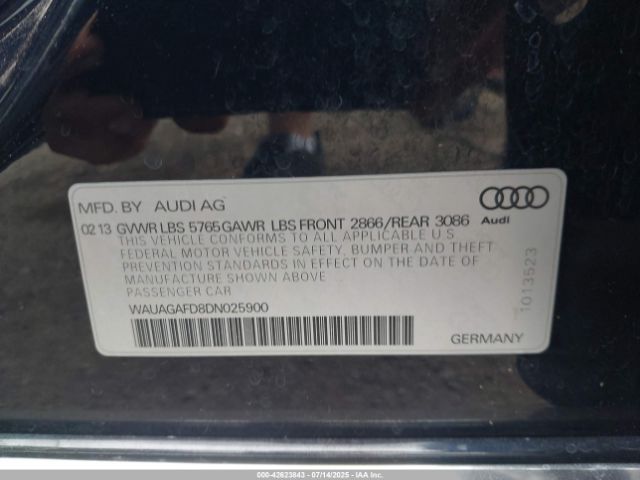 MFD. BY AUDI AG
02 13 GVWR LBS 5765 GAWR LBS FRONT 2866/REAR 3086 Audi
THIS VEHICLE CONFORMS TO ALL APPLICABLE U.S
FEDERAL MOTOR VEHICLE SAFETY, BUMPER AND THEFT
PREVENTION STANDARDS IN EFFECT ON THE DATE OF
MANUFACTURE SHOWN ABOVE
PASSENGER CAR
WAUAGAFD8DN025900
1013523
GERMANY
000-42623843 - 07/14/2025 - IAAI.COM